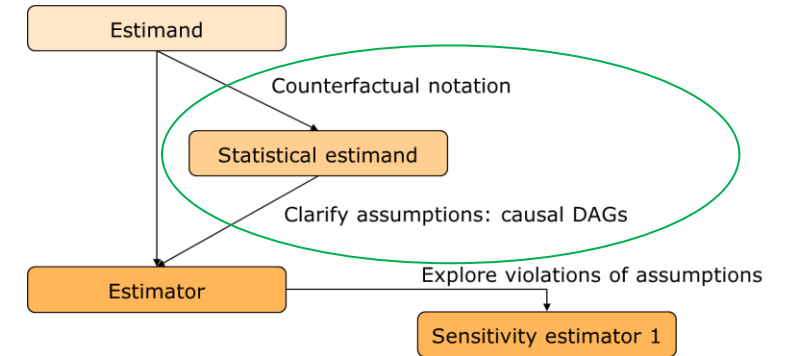 Estimand
Counterfactual notation
Statistical estimand
Clarify assumptions: causal DAGs
Explore violations of assumptions
Estimator
Sensitivity estimator 1